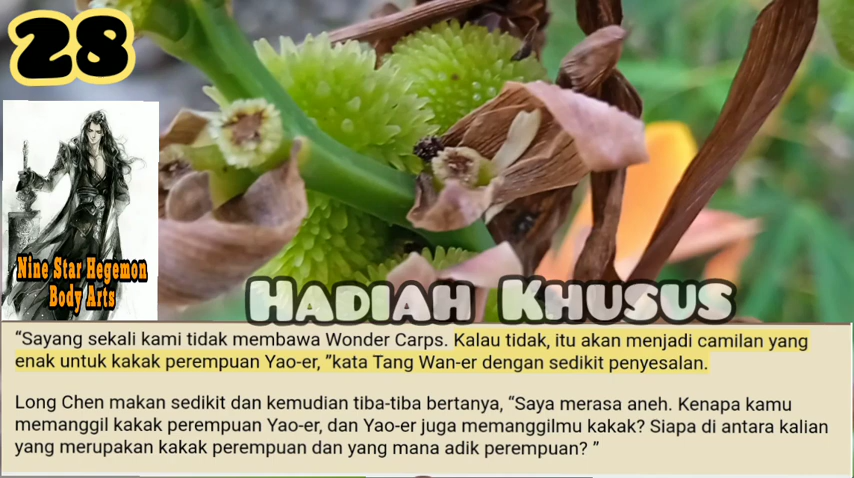 28
Nine Star Hegemon
Body Arts
HADIAH KHUSUS
“Sayang sekali kami tidak membawa Wonder Carps. Kalau tidak, itu akan menjadi camilan yang
enak untuk kakak perempuan Yao-er, ”kata Tang Wan-er dengan sedikit penyesalan.
Long Chen makan sedikit dan kemudian tiba-tiba bertanya, “Saya merasa aneh. Kenapa kamu
memanggil kakak perempuan Yao-er, dan Yao-er juga memanggilmu kakak? Siapa di antara kalian
yang merupakan kakak perempuan dan yang mana adik perempuan? ”